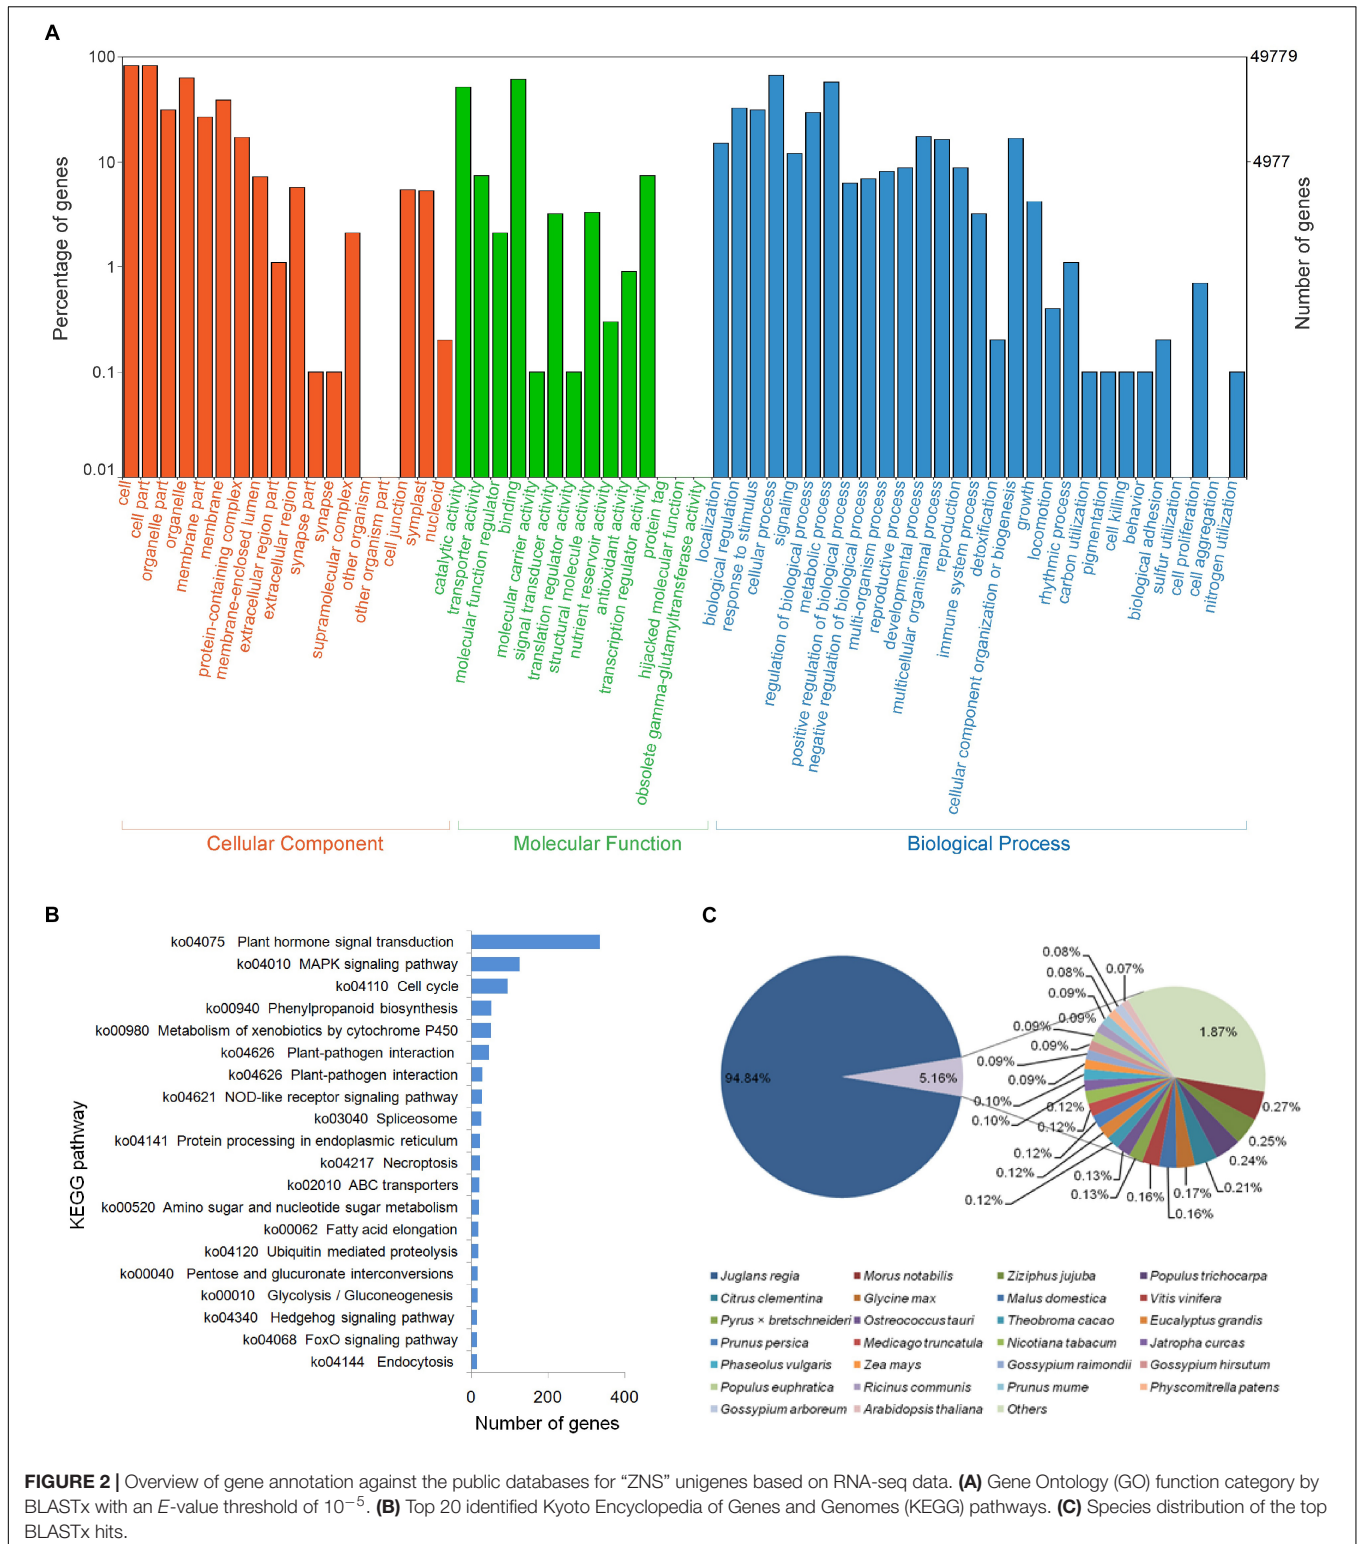 A
100
10
1
0.1
0.01
Percentage of genes
49779
4977
Number of genes
cell
cell part
organelle part
organelle
membrane part
membrane
protein-containing complex
membrane-enclosed lumen
extracellular region part
extracellular region
synapse part
synapse
supramolecular complex
other organism
other organism part
cell junction
symplast
nucleoid
catalytic activity
transporter activity
molecular function regulator
binding
molecular carrier activity
signal transducer activity
translation regulator activity
structural molecule activity
nutrient reservoir activity
antioxidant activity
transcription regulator activity
protein tag
hijacked molecular function
obsolete gamma-glutamyltransferase activity
localization
biological regulation
response to stimulus
cellular process
signaling
regulation of biological process
metabolic process
positive regulation of biological process
negative regulation of biological process
multi-organism process
reproductive process
developmental process
multicellular organismal process
reproduction
immune system process
detoxification
cellular component organization or biogenesis
growth
locomotion
rhythmic process
carbon utilization
pigmentation
cell killing
behavior
biological adhesion
sulfur utilization
cell proliferation
cell aggregation
nitrogen utilization
Cellular Component
Molecular Function
Biological Process
B
KEGG pathway
ko04075 Plant hormone signal transduction
ko04010 MAPK signaling pathway
ko04110 Cell cycle
ko00940 Phenylpropanoid biosynthesis
ko00980 Metabolism of xenobiotics by cytochrome P450
ko04626 Plant-pathogen interaction
ko04626 Plant-pathogen interaction
ko04621 NOD-like receptor signaling pathway
ko03040 Spliceosome
ko04141 Protein processing in endoplasmic reticulum
ko04217 Necroptosis
ko02010 ABC transporters
ko00520 Amino sugar and nucleotide sugar metabolism
ko00062 Fatty acid elongation
ko04120 Ubiquitin mediated proteolysis
ko00040 Pentose and glucuronate interconversions
ko00010 Glycolysis / Gluconeogenesis
ko04340 Hedgehog signaling pathway
ko04068 FoxO signaling pathway
ko04144 Endocytosis
0 200 400
Number of genes
C
94.84%
5.16%
1.87%
0.27%
0.25%
0.24%
0.21%
0.17%
0.16%
0.16%
0.13%
0.13%
0.12%
0.12%
0.12%
0.12%
0.12%
0.10%
0.10%
0.09%
0.09%
0.09%
0.09%
0.09%
0.09%
0.08%
0.08%
0.07%
Juglans regia Morus notabilis Ziziphus jujuba Populus trichocarpa
Citrus clementina Glycine max Malus domestica Vitis vinifera
Pyrus × bretschneideri Ostreococcus tauri Theobroma cacao Eucalyptus grandis
Prunus persica Medicago truncatula Nicotiana tabacum Jatropha curcas
Phaseolus vulgaris Zea mays Gossypium raimondii Gossypium hirsutum
Populus euphratica Ricinus communis Prunus mume Physcomitrella patens
Gossypium arboreum Arabidopsis thaliana Others
FIGURE 2 | Overview of gene annotation against the public databases for “ZNS” unigenes based on RNA-seq data. (A) Gene Ontology (GO) function category by
BLASTx with an E-value threshold of 10−5. (B) Top 20 identified Kyoto Encyclopedia of Genes and Genomes (KEGG) pathways. (C) Species distribution of the top
BLASTx hits.